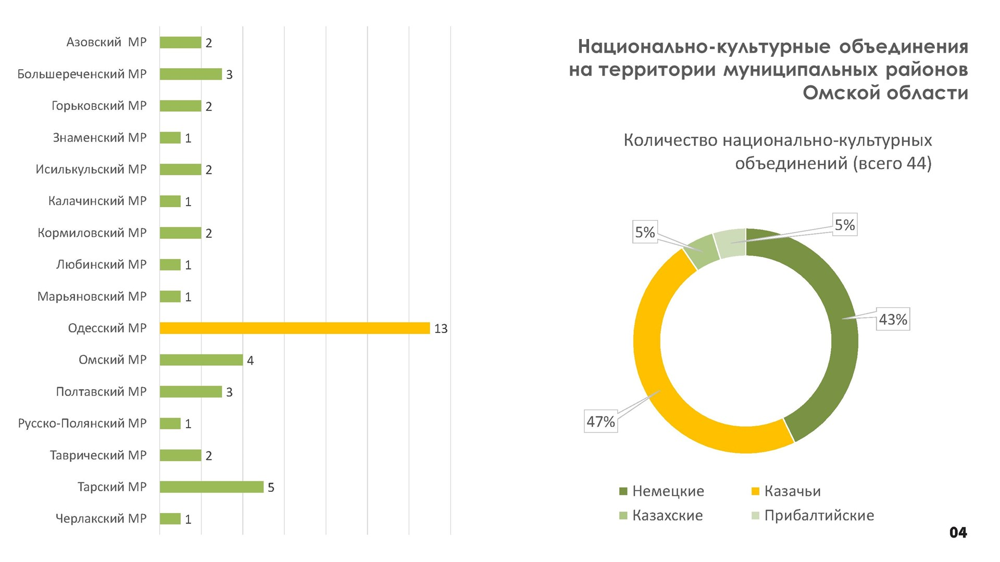 Национально-культурные объединения
на территории муниципальных районов
Омской области
Азовский МР 2
Большереченский МР 3
Горьковский МР 2
Знаменский МР 1
Исилькульский МР 2
Калачинский МР 1
Кормиловский МР 2
Любинский МР 1
Марьяновский МР 1
Одесский МР 13
Омский МР 4
Полтавский МР 3
Русско-Полянский МР 1
Таврический МР 2
Тарский МР 5
Черлакский МР 1
Количество национально-культурных
объединений (всего 44)
5%
5%
43%
47%
Немецкие
Казачьи
Казахские
Прибалтийские
04